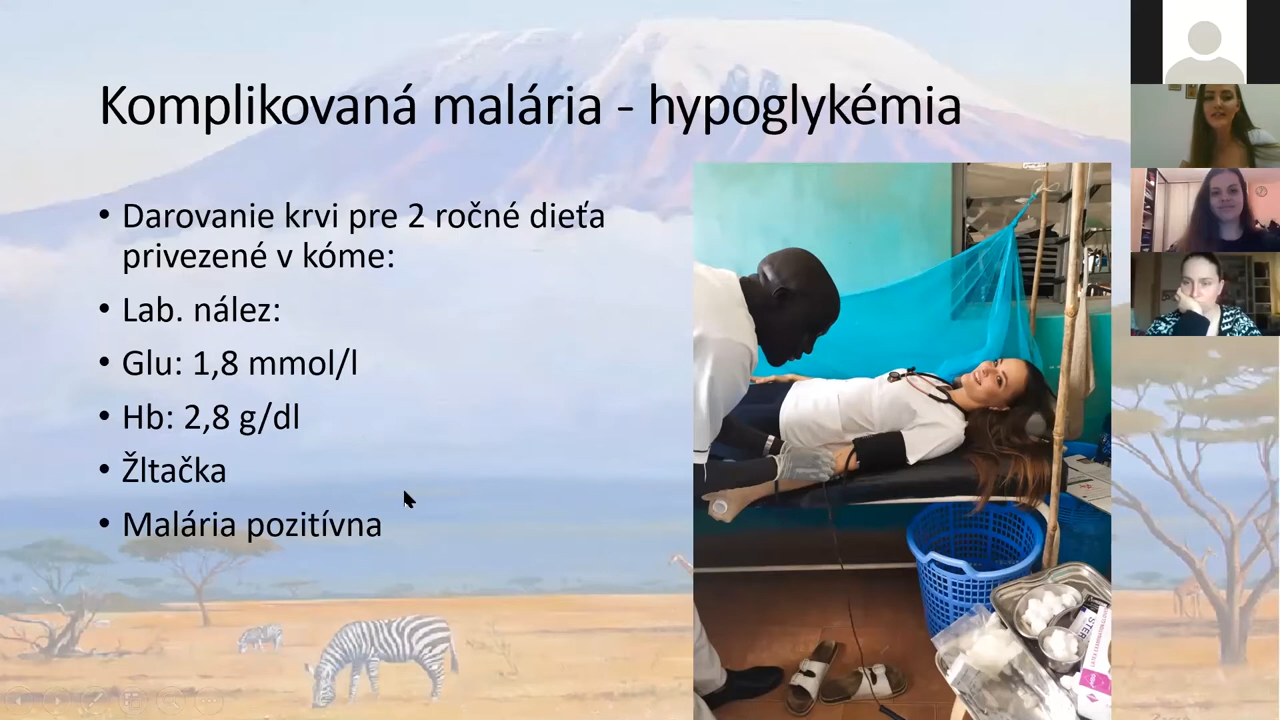 Komplikovaná malária - hypoglykémia
• Darovanie krvi pre 2 ročné dieťa
privezené v kóme:
• Lab. nález:
• Glu: 1,8 mmol/l
• Hb: 2,8 g/dl
• Žltačka
• Malária pozitívna